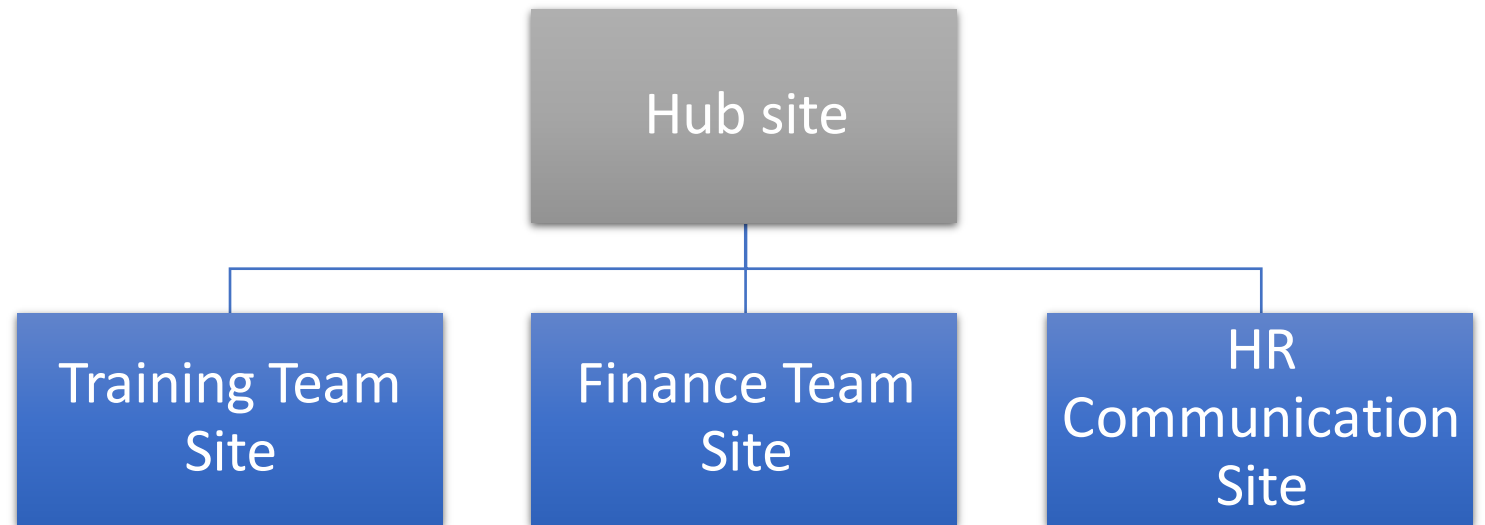 Hub site
Training Team
Site
Finance Team
Site
HR
Communication
Site